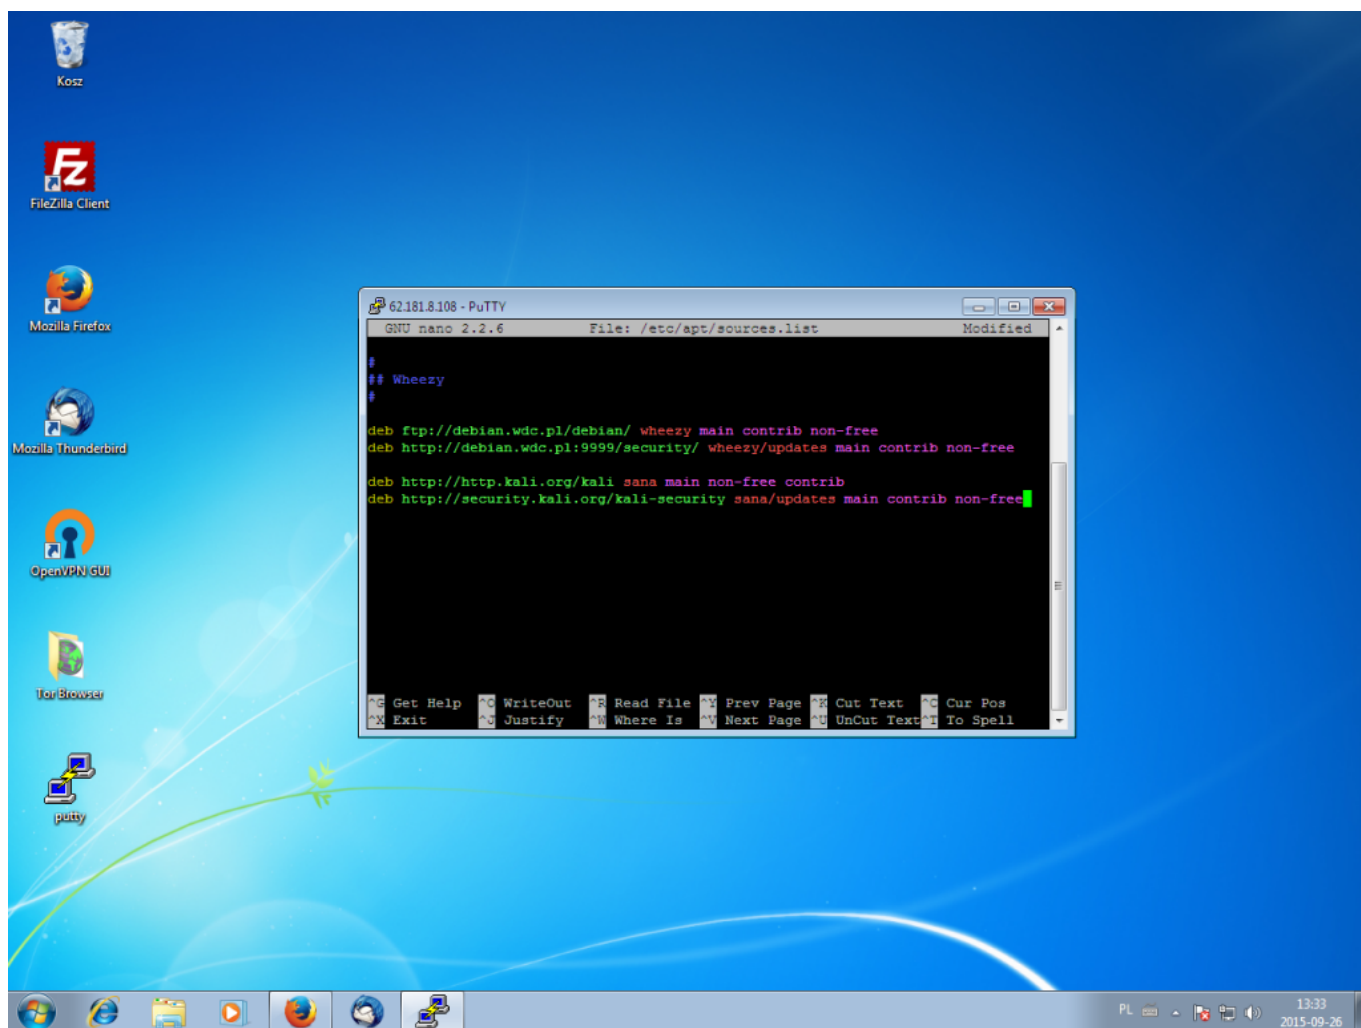 Kosz
FileZilla Client
Mozilla Firefox
Mozilla Thunderbird
OpenVPN GUI
Tor Browser
putty
62.181.8.108 - PuTTY
GNU nano 2.2.6 File: /etc/apt/sources.list Modified
#
## Wheezy
#
deb ftp://debian.wdc.pl/debian/ wheezy main contrib non-free
deb http://debian.wdc.pl:9999/security/ wheezy/updates main contrib non-free
deb http://http.kali.org/kali sana main non-free contrib
deb http://security.kali.org/kali-security sana/updates main contrib non-free
^G Get Help ^O WriteOut ^R Read File ^Y Prev Page ^K Cut Text ^C Cur Pos
^X Exit ^J Justify ^W Where Is ^V Next Page ^U UnCut Text ^T To Spell
PL
13:33
2015-09-26